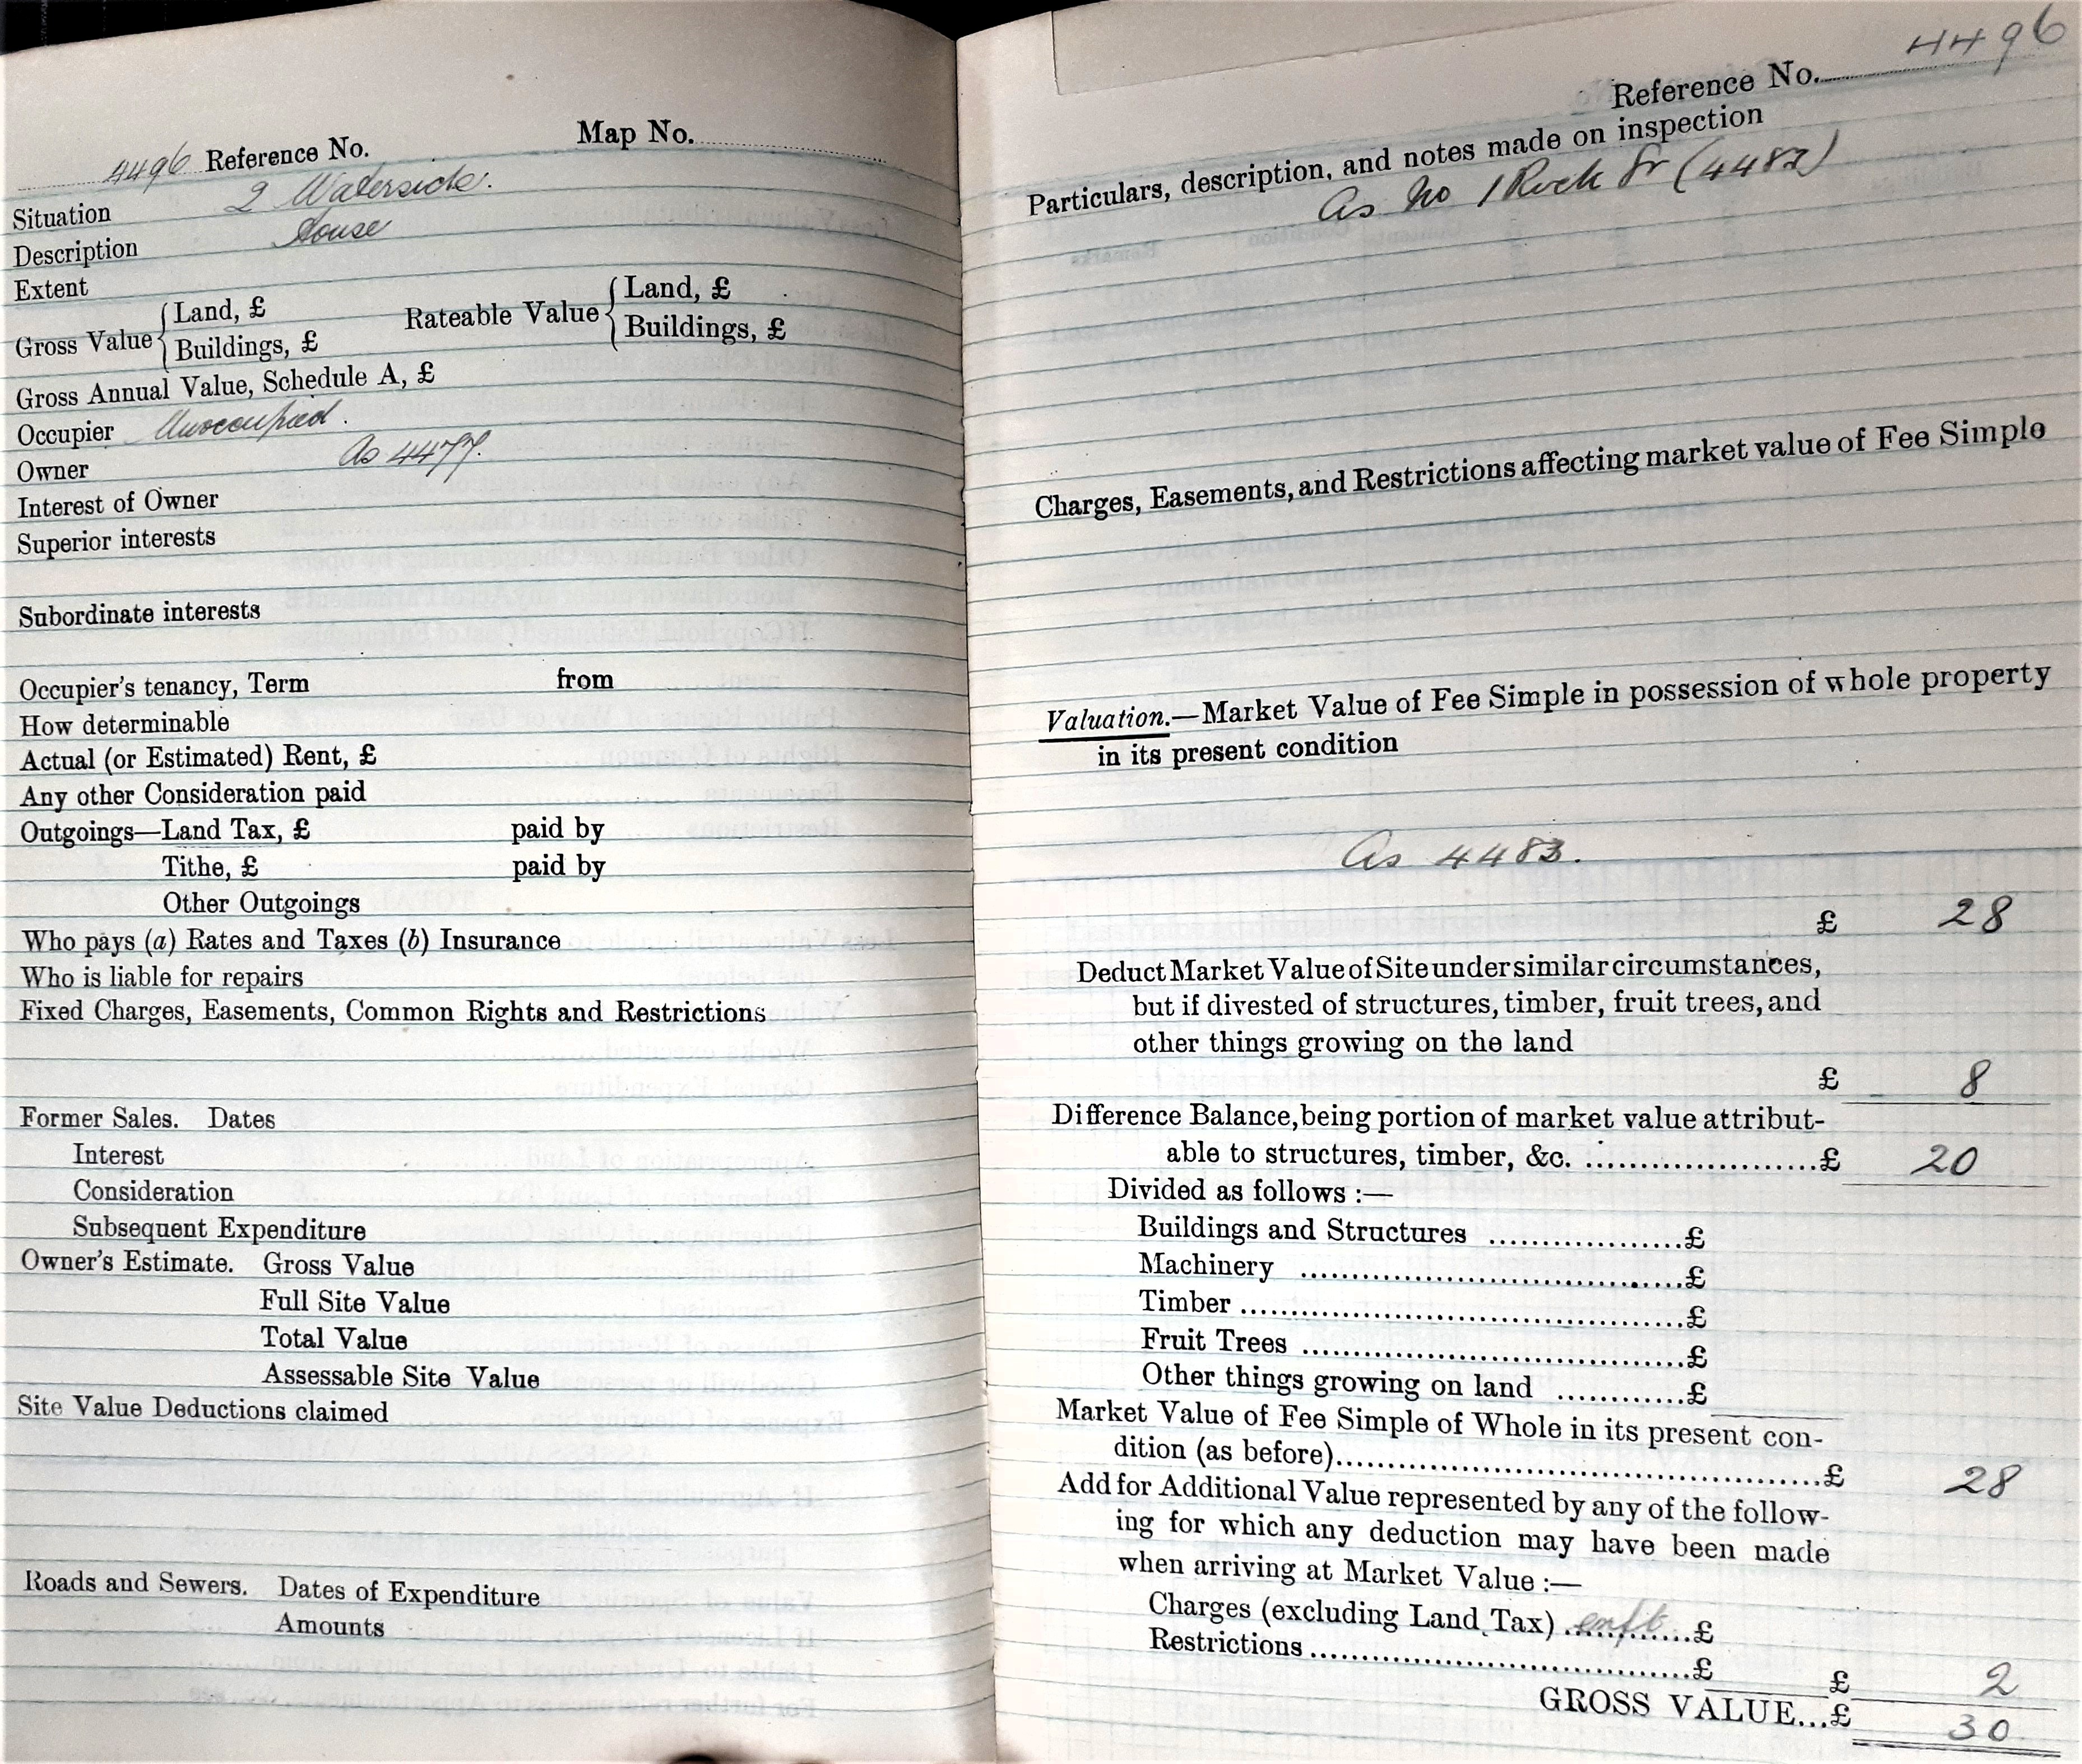 4496 Reference No. Map No.
Situation 2 Waterside.
Description House
Extent
Gross Value { Land, £ Rateable Value { Land, £
Buildings, £ Buildings, £
Gross Annual Value, Schedule A, £
Occupier Unoccupied.
Owner As 4477.
Interest of Owner
Superior interests
Subordinate interests
Occupier's tenancy, Term from
How determinable
Actual (or Estimated) Rent, £
Any other Consideration paid
Outgoings—Land Tax, £ paid by
Tithe, £ paid by
Other Outgoings
Who pays (a) Rates and Taxes (b) Insurance
Who is liable for repairs
Fixed Charges, Easements, Common Rights and Restrictions
Former Sales. Dates
Interest
Consideration
Subsequent Expenditure
Owner's Estimate. Gross Value
Full Site Value
Total Value
Assessable Site Value
Site Value Deductions claimed
Roads and Sewers. Dates of Expenditure
Amounts
Reference No. 4496
Particulars, description, and notes made on inspection
As No 1 Rock Sr (4482)
Charges, Easements, and Restrictions affecting market value of Fee Simple
Valuation.—Market Value of Fee Simple in possession of whole property
in its present condition
As 4483.
£ 28
Deduct Market Value of Site under similar circumstances,
but if divested of structures, timber, fruit trees, and
other things growing on the land
£ 8
Difference Balance, being portion of market value attribut-
able to structures, timber, &c. ......................£ 20
Divided as follows :—
Buildings and Structures ...................£
Machinery .....................................£
Timber ...........................................£
Fruit Trees .....................................£
Other things growing on land ............£
Market Value of Fee Simple of Whole in its present con-
dition (as before)................................................£ 28
Add for Additional Value represented by any of the follow-
ing for which any deduction may have been made
when arriving at Market Value :—
Charges (excluding Land Tax) .............£
Restrictions .....................................£ £ 2
GROSS VALUE...£ 30